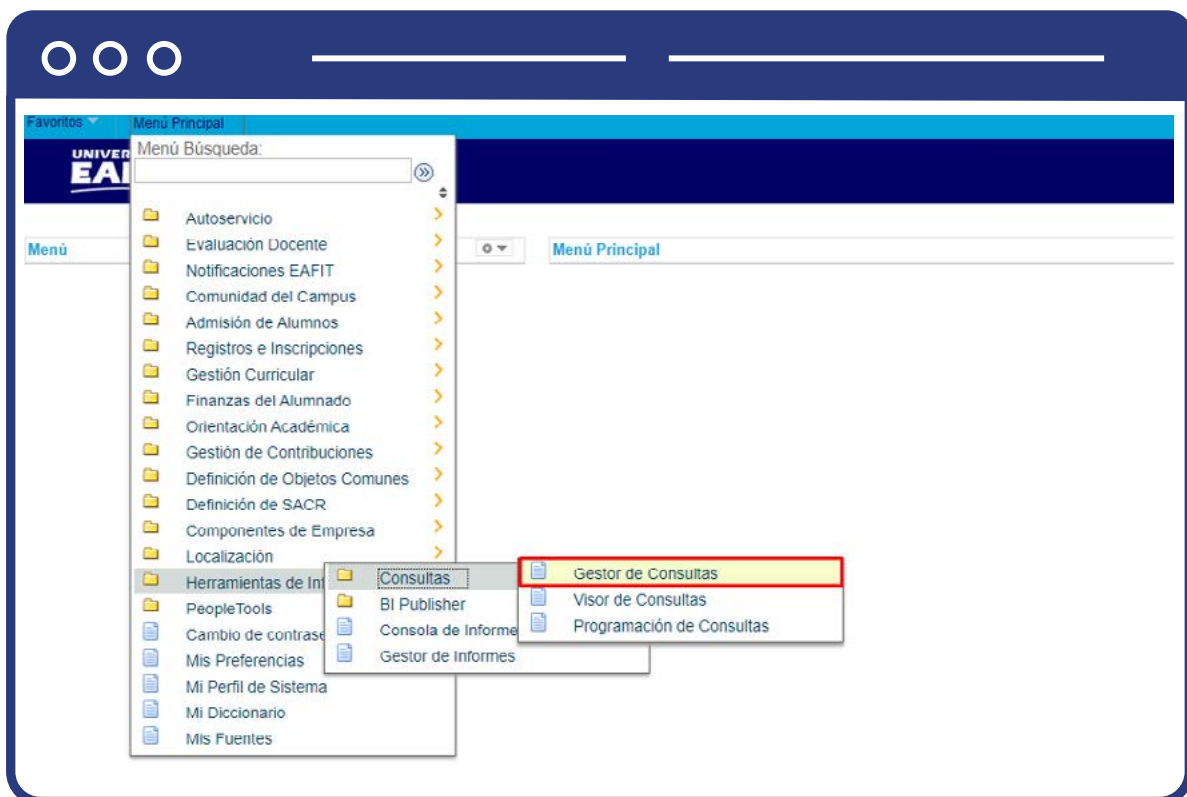 Favoritos
Menú Principal
UNIVER
EAI
Menú Búsqueda:
Menú
Menú Principal
Autoservicio
Evaluación Docente
Notificaciones EAFIT
Comunidad del Campus
Admisión de Alumnos
Registros e Inscripciones
Gestión Curricular
Finanzas del Alumnado
Orientación Académica
Gestión de Contribuciones
Definición de Objetos Comunes
Definición de SACR
Componentes de Empresa
Localización
Herramientas de Inf
PeopleTools
Cambio de contrase
Mis Preferencias
Mi Perfil de Sistema
Mi Diccionario
Mis Fuentes
Consultas
BI Publisher
Consola de Informe
Gestor de Informes
Gestor de Consultas
Visor de Consultas
Programación de Consultas